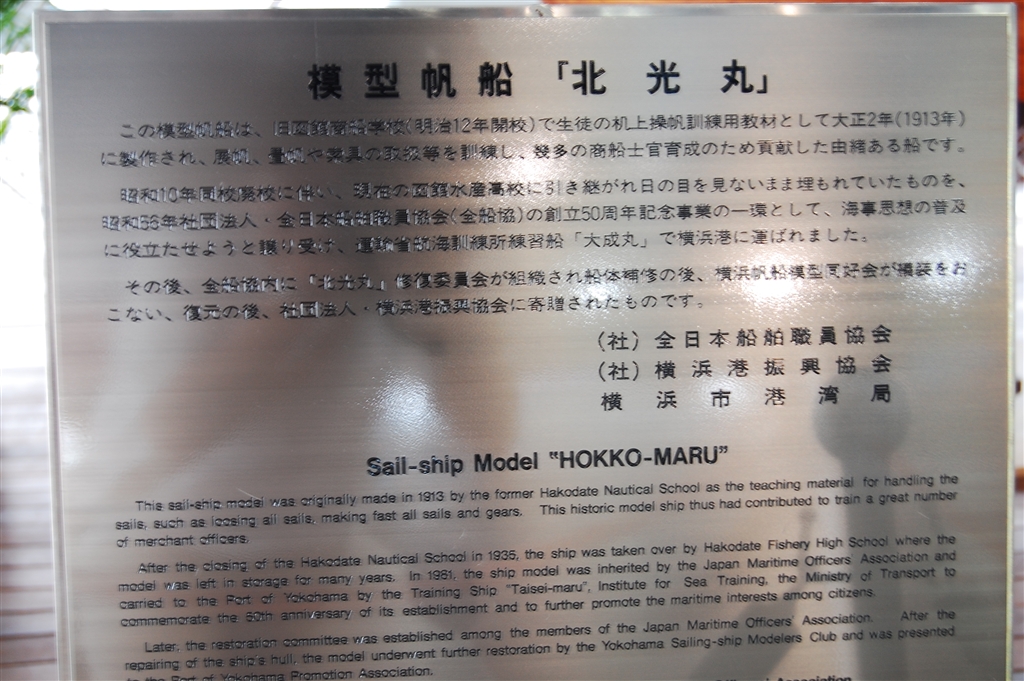 模型帆船「北光丸」
この模型帆船は、旧函館商船学校(明治12年開校)で生徒の机上操帆訓練用教材として大正2年(1913年)
に製作され、展帆、畳帆や索具の取扱等を訓練し、幾多の商船士官育成のため貢献した由緒ある船です。
昭和10年同校廃校に伴い、現在の函館水産高校に引き継がれ日の目を見ないまま埋もれていたものを、
昭和56年社団法人・全日本船舶職員協会(全船協)の創立50周年記念事業の一環として、海事思想の普及
に役立たせようと譲り受け、運輸省航海訓練所練習船「大成丸」で横浜港に運ばれました。
その後、全船協内に「北光丸」修復委員会が組織され船体補修の後、横浜帆船模型同好会が艤装をお
こない、復元の後、社団法人・横浜港振興協会に寄贈されたものです。
(社)全日本船舶職員協会
(社)横浜港振興協会
横浜市港湾局
Sail-ship Model "HOKKO-MARU"
This sail-ship model was originally made in 1913 by the former Hakodate Nautical School as the teaching material for handling the
sails, such as loosing all sails, making fast all sails and gears. This historic model ship thus had contributed to train a great number
of merchant officers.
After the closing of the Hakodate Nautical School in 1935, the ship was taken over by Hakodate Fishery High School where the
model was left in storage for many years. In 1981, the ship model was inherited by the Japan Maritime Officers' Association and
carried to the Port of Yokohama by the Training Ship "Taisei-maru", Institute for Sea Training, the Ministry of Transport to
commemorate the 50th anniversary of its establishment and to further promote the maritime interests among citizens.
Later, the restoration committee was established among the members of the Japan Maritime Officers' Association. After the
repairing of the ship's hull, the model underwent further restoration by the Yokohama Sailing-ship Modelers Club and was presented
to the Port of Yokohama Promotion Association.
Association